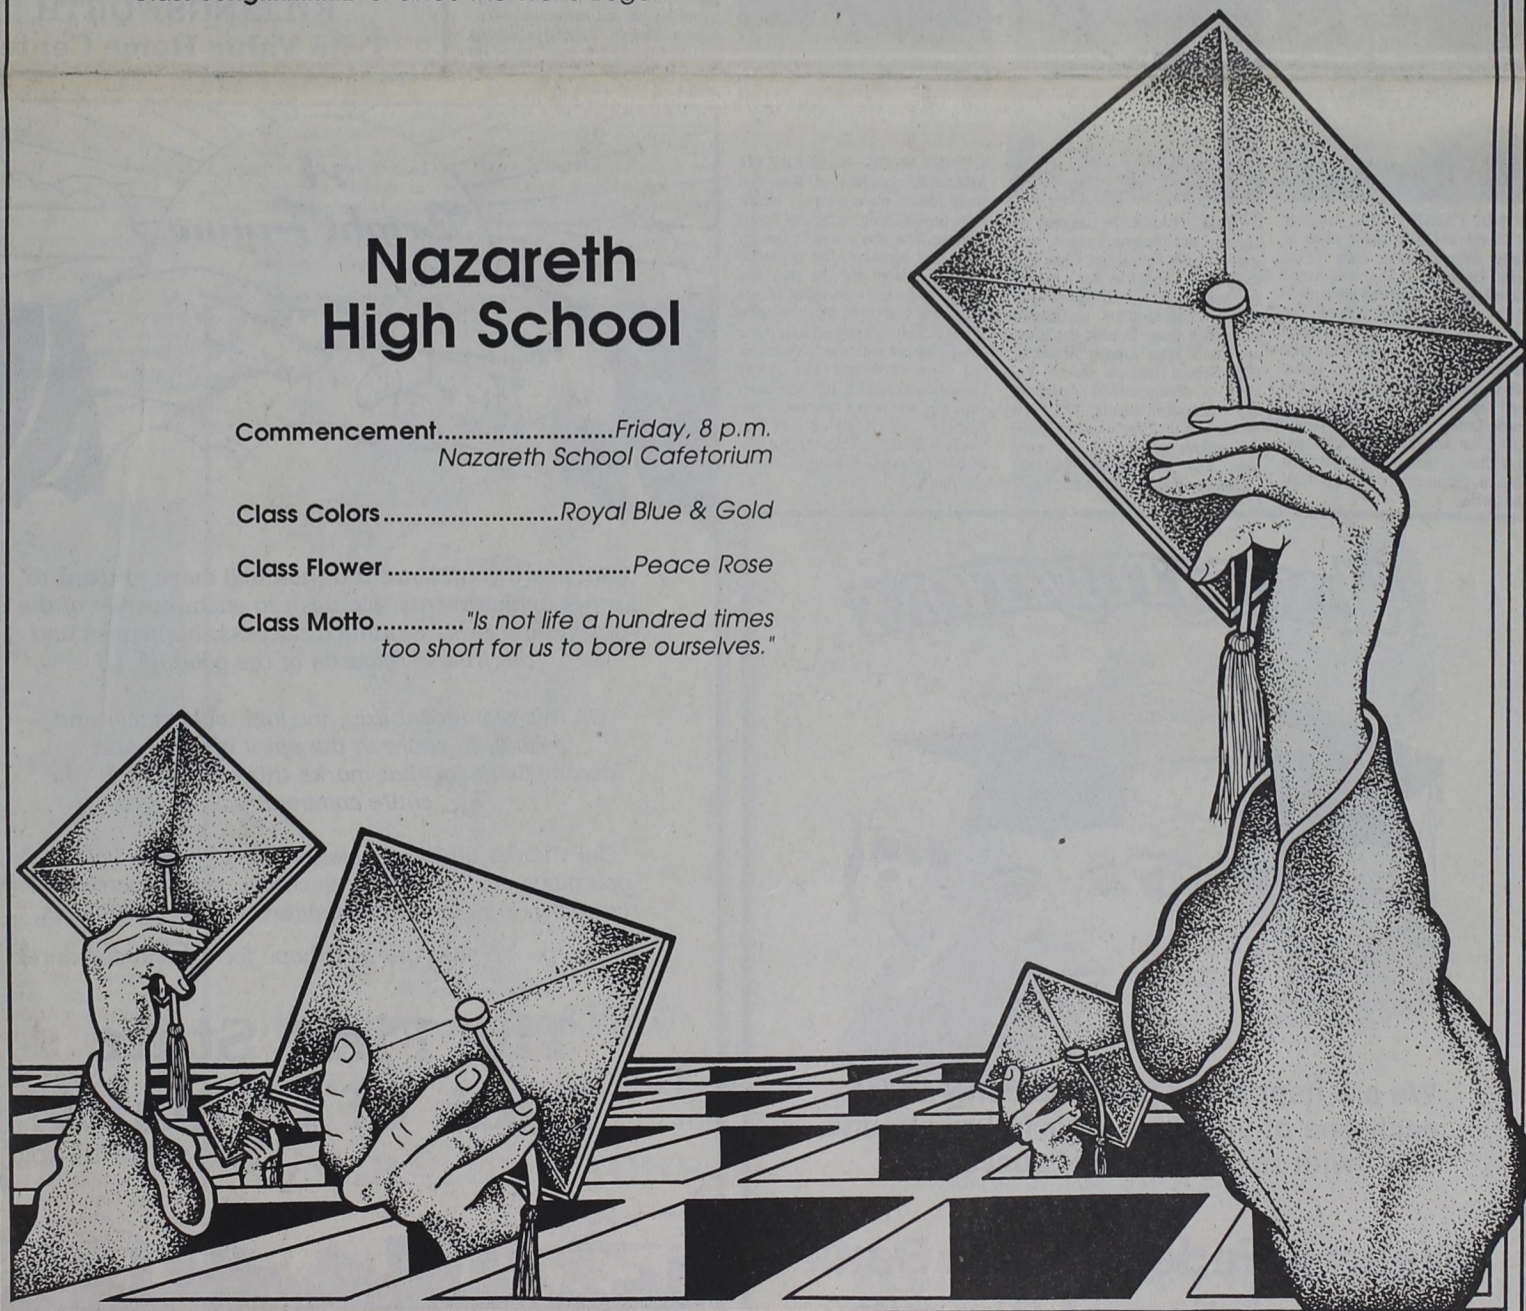 Nazareth
High School
Commencement..........................Friday, 8 p.m.
Nazareth School Cafetorium
Class Colors..........................Royal Blue & Gold
Class Flower ....................................Peace Rose
Class Motto............."Is not life a hundred times
too short for us to bore ourselves."